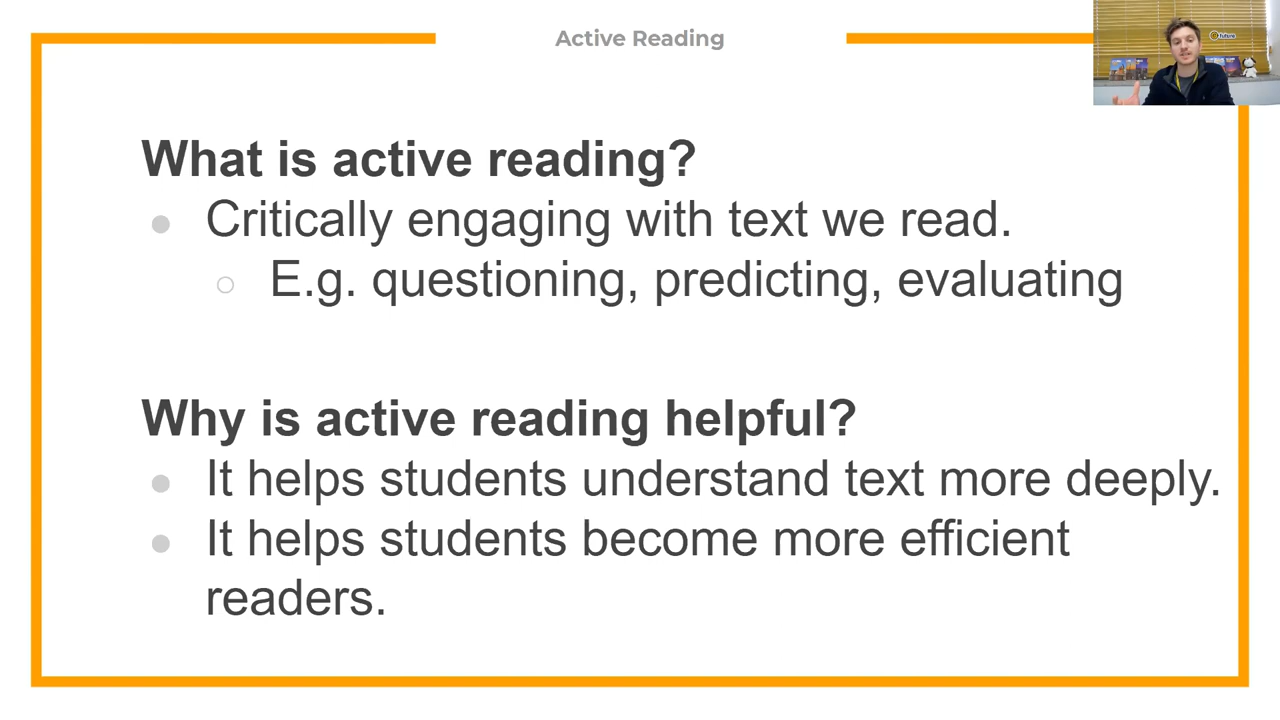 Active Reading
e future
What is active reading?
Critically engaging with text we read.
E.g. questioning, predicting, evaluating
Why is active reading helpful?
It helps students understand text more deeply.
It helps students become more efficient
readers.